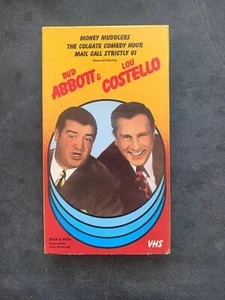 MONEY MUDDLERS
THE COLGATE COMEDY HOUR
MAIL CALL STRICTLY GI
BUD LOU
ABBOTT & COSTELLO
VHS